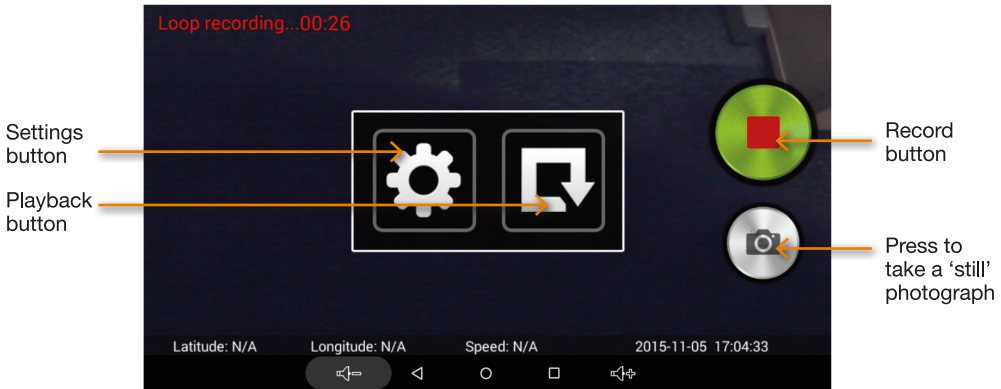 Loop recording...00:26
Settings
button
Playback
button
Record
button
Press to
take a ‘still’
photograph
Latitude: N/A Longitude: N/A Speed: N/A 2015-11-05 17:04:33